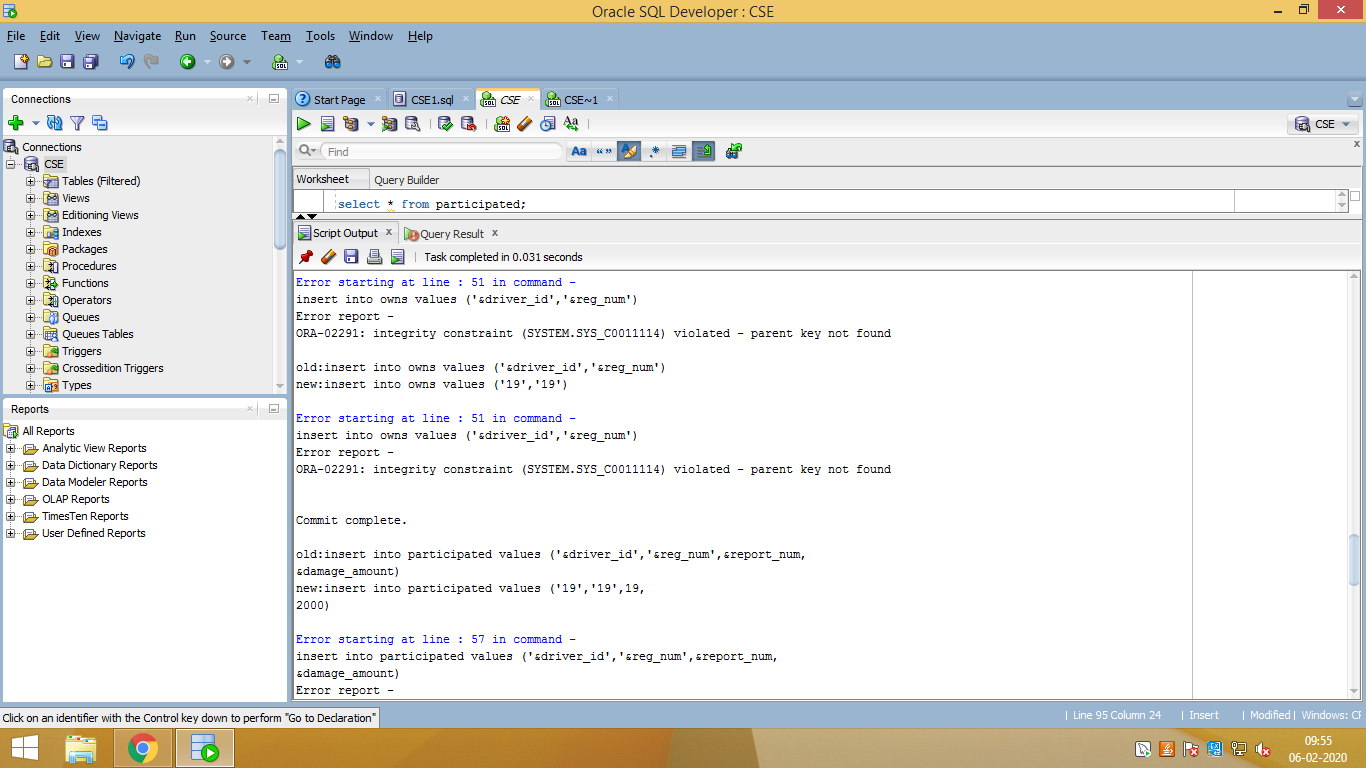 Oracle SQL Developer : CSE
File Edit View Navigate Run Source Team Tools Window Help
Connections
Connections
CSE
Tables (Filtered)
Views
Editioning Views
Indexes
Packages
Procedures
Functions
Operators
Queues
Queues Tables
Triggers
Crossedition Triggers
Types
Reports
All Reports
Analytic View Reports
Data Dictionary Reports
Data Modeler Reports
OLAP Reports
TimesTen Reports
User Defined Reports
Start Page CSE1.sql CSE CSE~1
CSE
Find
Worksheet Query Builder
select * from participated;
Script Output Query Result
Task completed in 0.031 seconds
Error starting at line : 51 in command -
insert into owns values ('&driver_id','&reg_num')
Error report -
ORA-02291: integrity constraint (SYSTEM.SYS_C0011114) violated - parent key not found
old:insert into owns values ('&driver_id','&reg_num')
new:insert into owns values ('19','19')
Error starting at line : 51 in command -
insert into owns values ('&driver_id','&reg_num')
Error report -
ORA-02291: integrity constraint (SYSTEM.SYS_C0011114) violated - parent key not found
Commit complete.
old:insert into participated values ('&driver_id','&reg_num',&report_num,
&damage_amount)
new:insert into participated values ('19','19',19,
2000)
Error starting at line : 57 in command -
insert into participated values ('&driver_id','&reg_num',&report_num,
&damage_amount)
Error report -
Click on an identifier with the Control key down to perform "Go to Declaration"
Line 95 Column 24 Insert Modified Windows: CF
09:55
06-02-2020